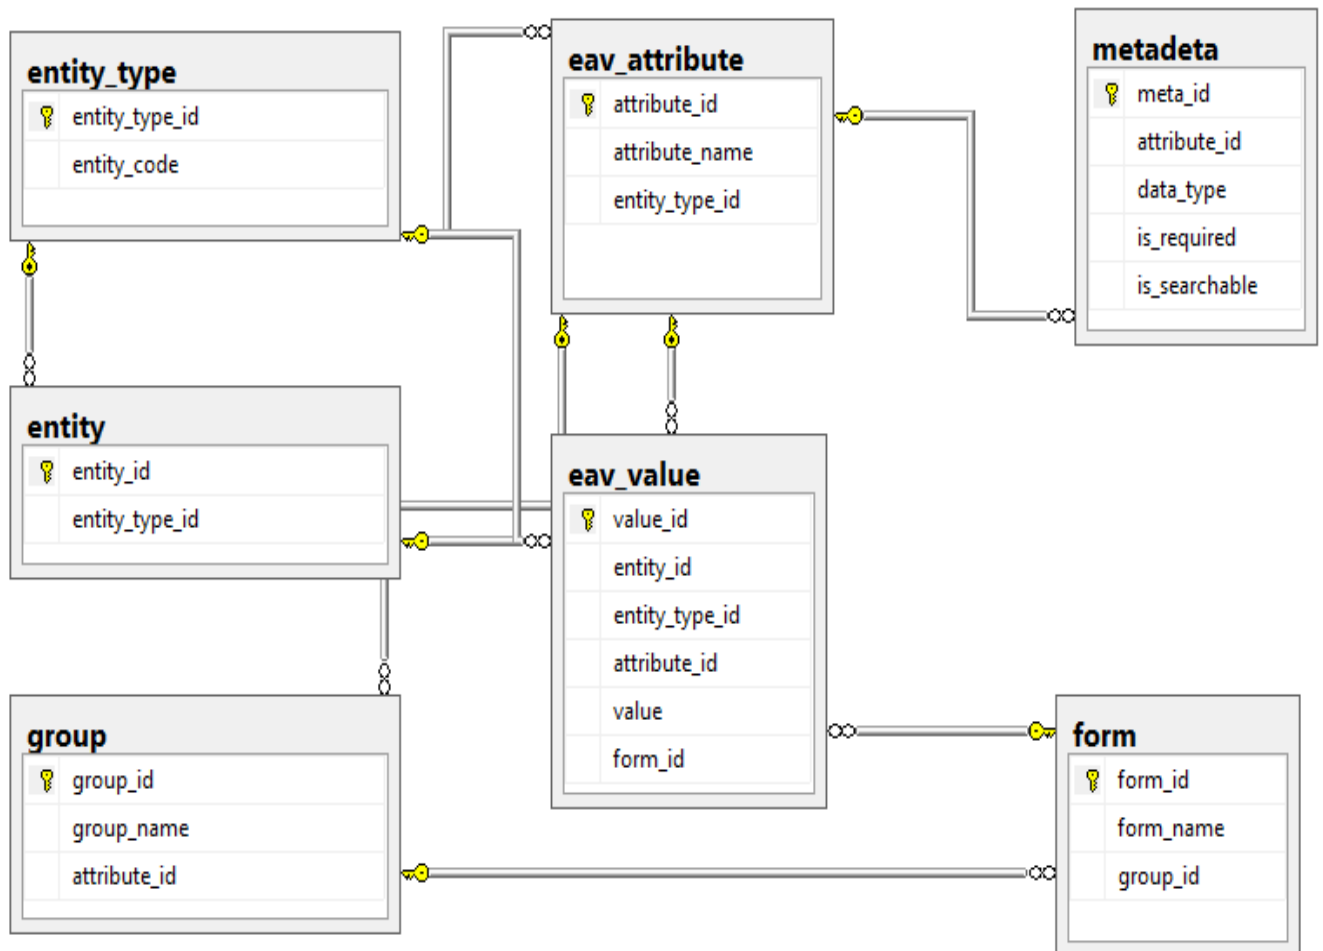 entity_type
entity_type_id
entity_code
eav_attribute
attribute_id
attribute_name
entity_type_id
metadeta
meta_id
attribute_id
data_type
is_required
is_searchable
entity
entity_id
entity_type_id
eav_value
value_id
entity_id
entity_type_id
attribute_id
value
form_id
group
group_id
group_name
attribute_id
form
form_id
form_name
group_id